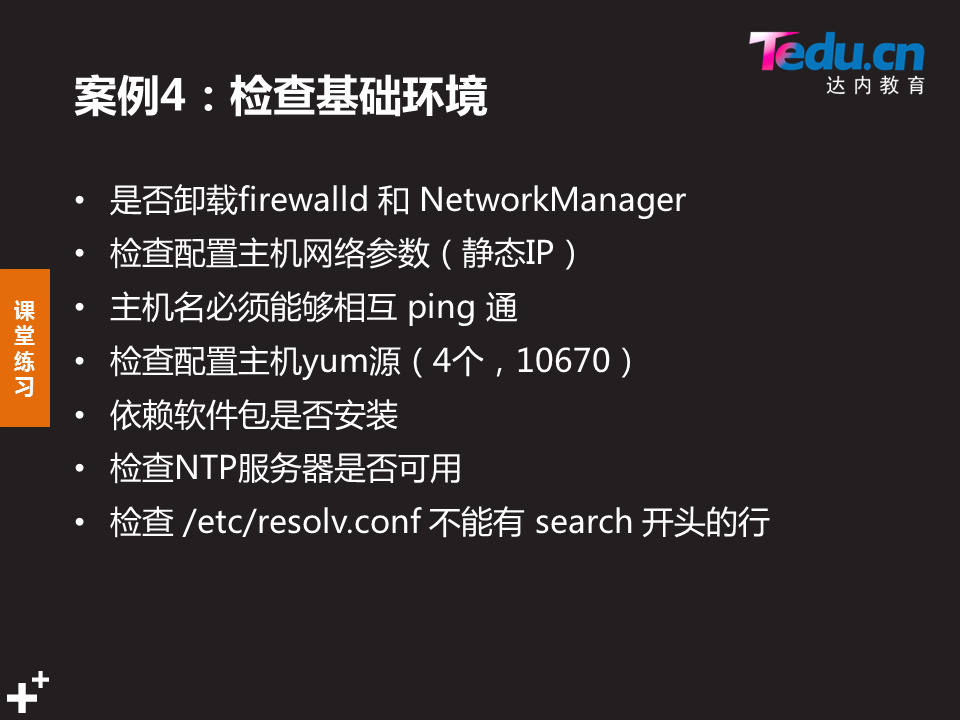 Tedu.cn
达内教育
案例4：检查基础环境
• 是否卸载firewalld 和 NetworkManager
• 检查配置主机网络参数（静态IP）
• 主机名必须能够相互 ping 通
• 检查配置主机yum源（4个，10670）
• 依赖软件包是否安装
• 检查NTP服务器是否可用
• 检查 /etc/resolv.conf 不能有 search 开头的行
课堂练习